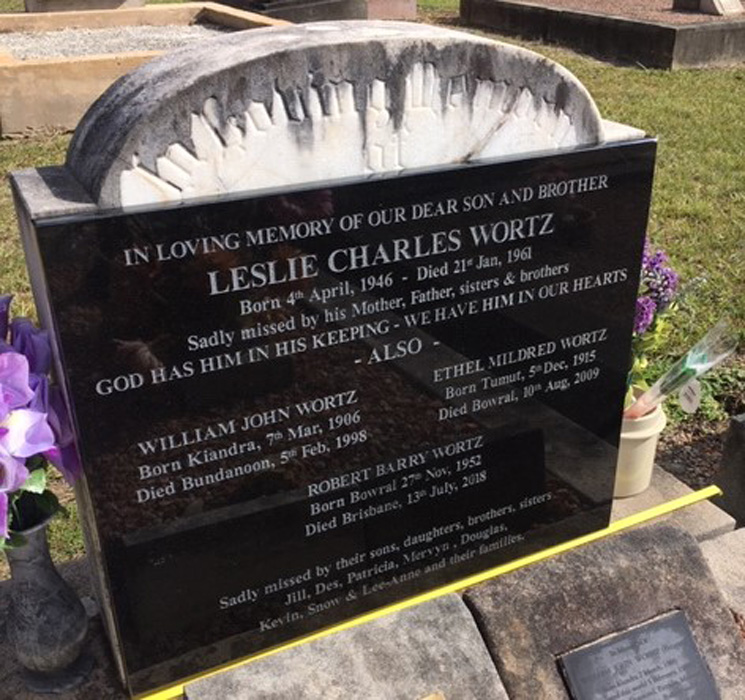 IN LOVING MEMORY OF OUR DEAR SON AND BROTHER
LESLIE CHARLES WORTZ
Born 4th April, 1946 - Died 21st Jan, 1961
Sadly missed by his Mother, Father, sisters & brothers
GOD HAS HIM IN HIS KEEPING - WE HAVE HIM IN OUR HEARTS
- ALSO -
WILLIAM JOHN WORTZ
Born Kiandra, 7th Mar, 1906
Died Bundanoon, 5th Feb, 1998
ETHEL MILDRED WORTZ
Born Tumut, 5th Dec, 1915
Died Bowral, 10th Aug, 2009
ROBERT BARRY WORTZ
Born Bowral 27th Nov, 1952
Died Brisbane, 13th July, 2018
Sadly missed by their sons, daughters, brothers, sisters
Jill, Des, Patricia, Mervyn , Douglas,
Kevin, Snow & Lee-Anne and their families.